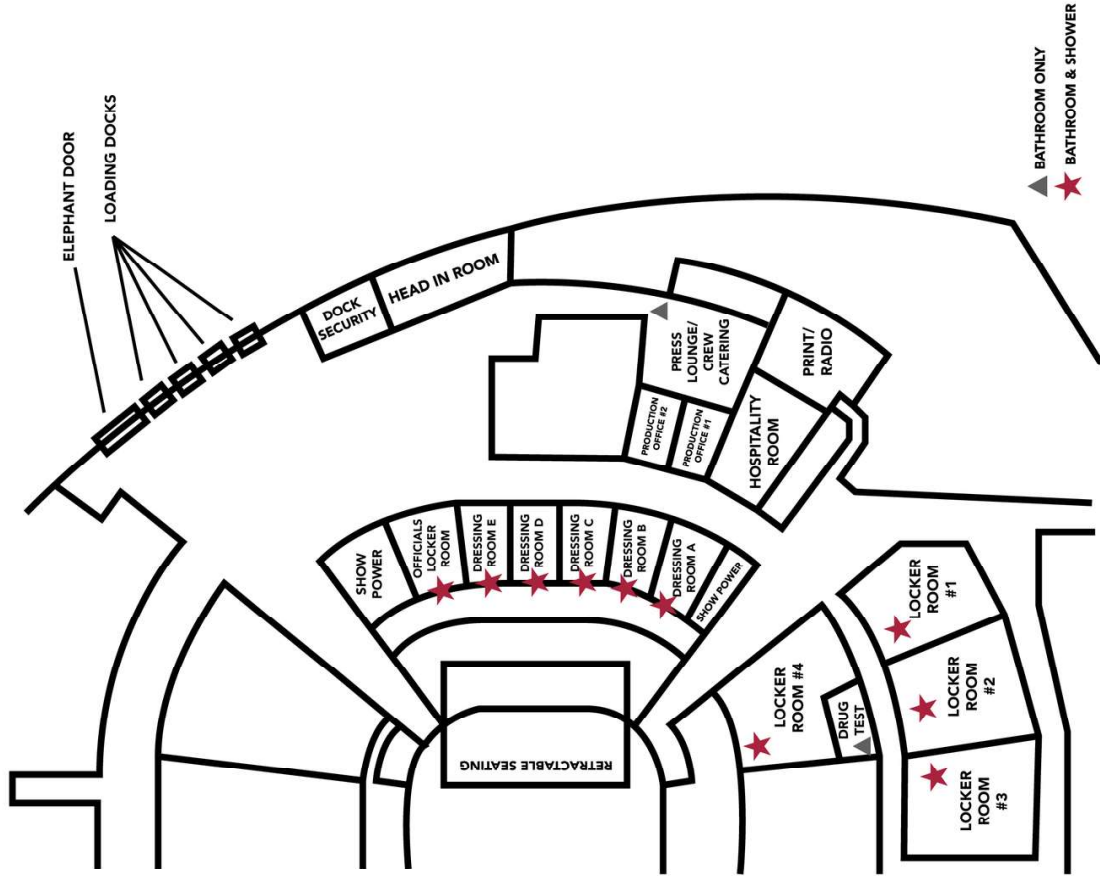 ELEPHANT DOOR
LOADING DOCKS
BATHROOM ONLY
BATHROOM & SHOWER
DOCK
SECURITY
HEAD IN ROOM
PRESS
LOUNGE/
CREW
CATERING
PRINT/
RADIO
PRODUCTION
OFFICE #2
PRODUCTION
OFFICE #1
HOSPITALITY
ROOM
SHOW
POWER
OFFICIALS
LOCKER
ROOM
DRESSING
ROOM E
DRESSING
ROOM D
DRESSING
ROOM C
DRESSING
ROOM B
DRESSING
ROOM A
SHOW POWER
RETRACTABLE SEATING
LOCKER
ROOM #4
DRUG
TEST
LOCKER
ROOM
#1
LOCKER
ROOM
#2
LOCKER
ROOM
#3